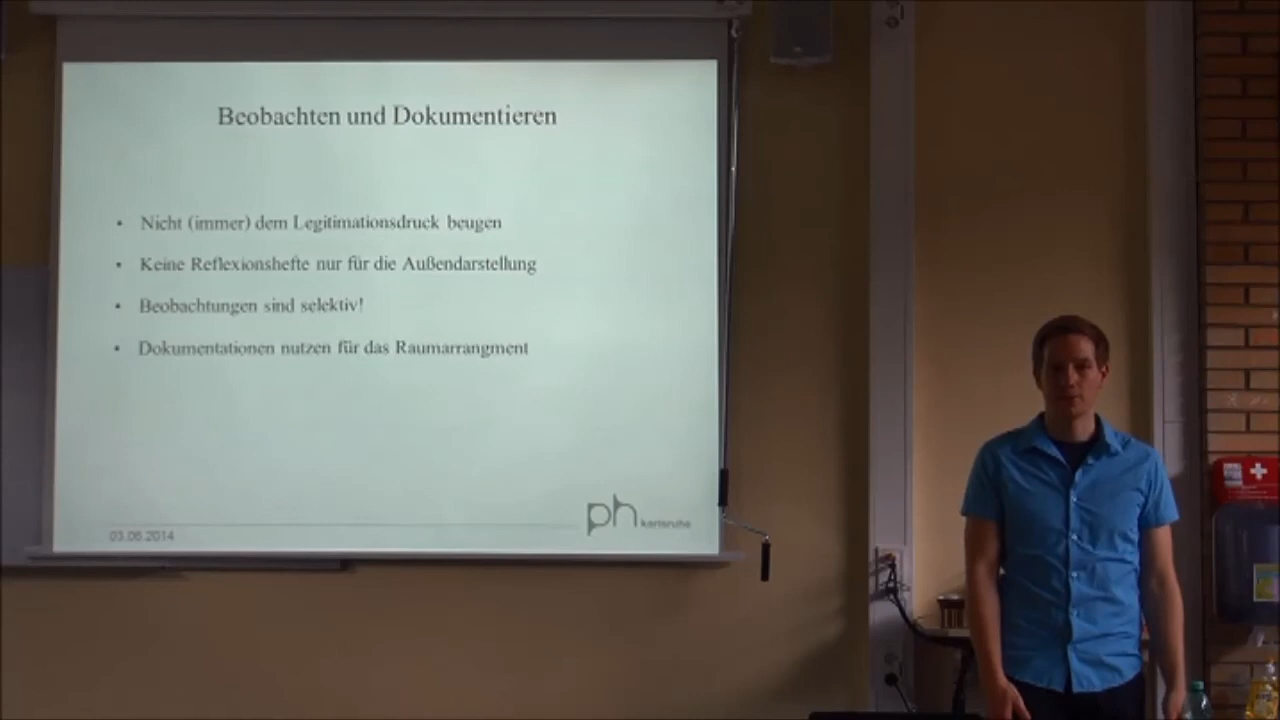 Beobachten und Dokumentieren
• Nicht (immer) dem Legitimationsdruck beugen
• Keine Reflexionshefte nur für die Außendarstellung
• Beobachtungen sind selektiv!
• Dokumentationen nutzen für das Raumarrangment
03.06.2014
ph karlsruhe